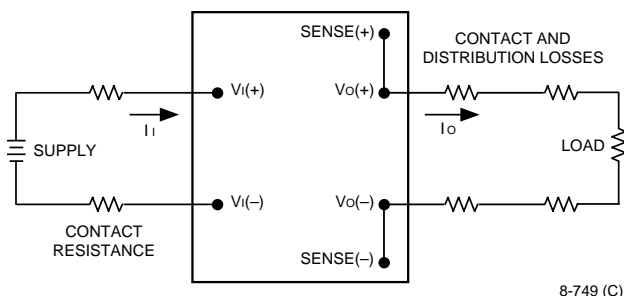 SENSE(+)
CONTACT AND
DISTRIBUTION LOSSES
VI(+)
VO(+)
II
IO
SUPPLY
LOAD
VI(–)
VO(–)
CONTACT
RESISTANCE
SENSE(–)
8-749 (C)